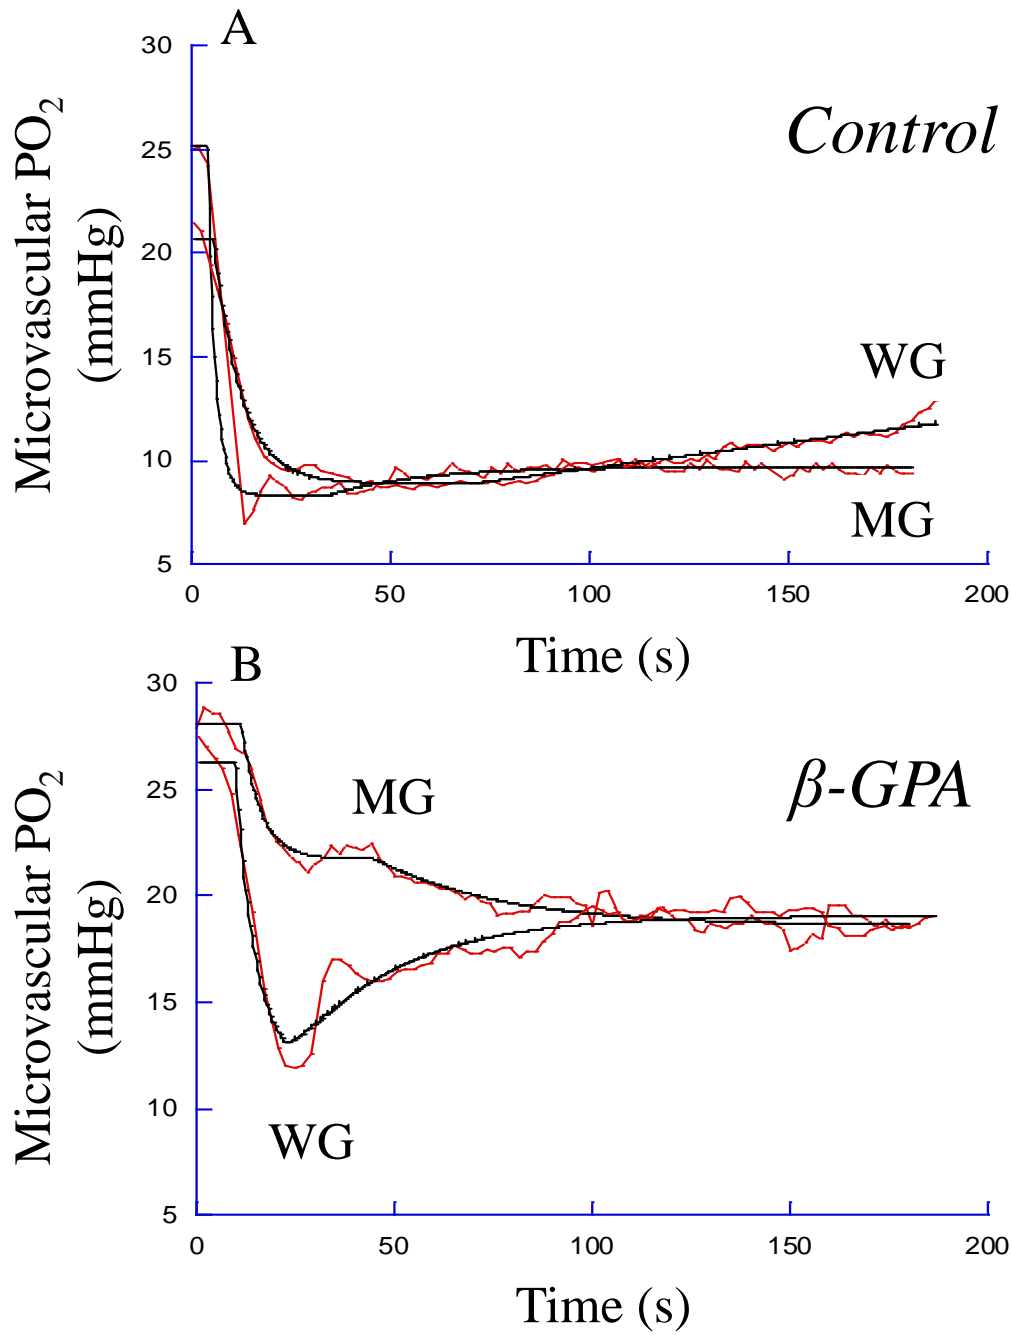 A
Control
Microvascular PO₂
(mmHg)
30
25
20
15
10
5
WG
MG
0 50 100 150 200
Time (s)
B
β-GPA
Microvascular PO₂
(mmHg)
30
25
20
15
10
5
MG
WG
0 50 100 150 200
Time (s)